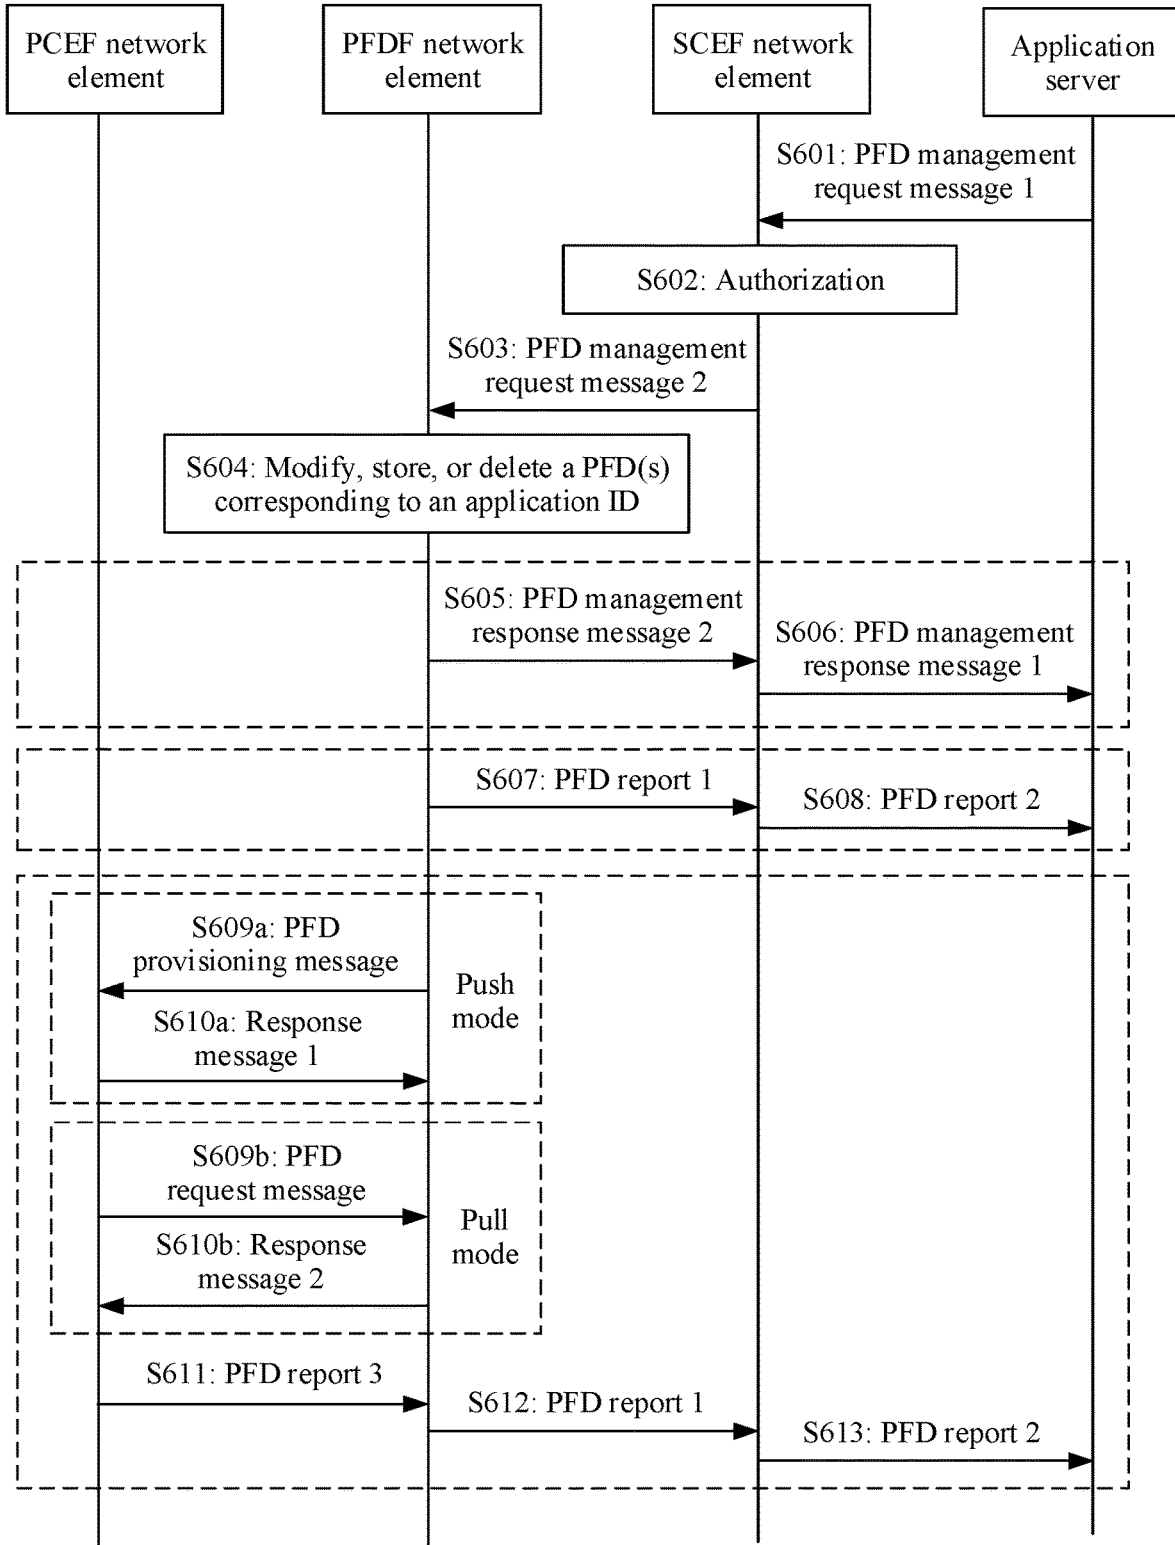 PCEF network
element
PFDF network
element
SCEF network
element
Application
server
S601: PFD management
request message 1
S602: Authorization
S603: PFD management
request message 2
S604: Modify, store, or delete a PFD(s)
corresponding to an application ID
S605: PFD management
response message 2
S606: PFD management
response message 1
S607: PFD report 1
S608: PFD report 2
S609a: PFD
provisioning message
S610a: Response
message 1
Push
mode
S609b: PFD
request message
S610b: Response
message 2
Pull
mode
S611: PFD report 3
S612: PFD report 1
S613: PFD report 2